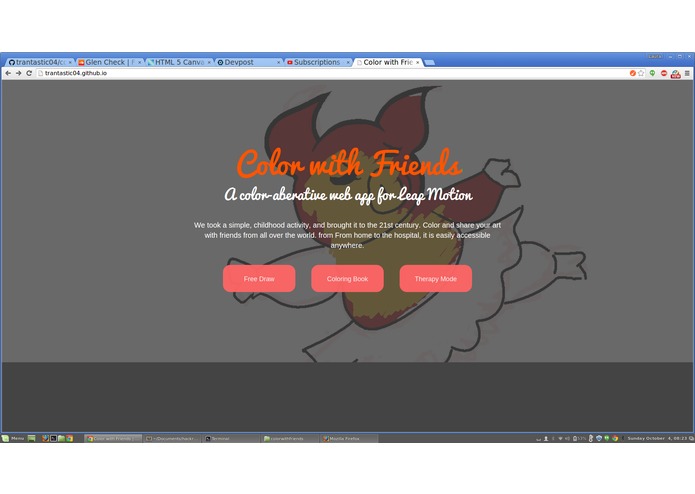 trantastic04/c
Glen Check |
HTML 5 Canva
Devpost
Subscriptions
Color with Frie
trantastic04.github.io
Color with Friends
A color-aberative web app for Leap Motion
We took a simple, childhood activity, and brought it to the 21st century. Color and share your art
with friends from all over the world. from From home to the hospital, it is easily accessible
anywhere.
Free Draw
Coloring Book
Therapy Mode
Menu
Color with Friends
Terminal
colorwithfriends
Mozilla Firefox
Sunday October 4, 08:23